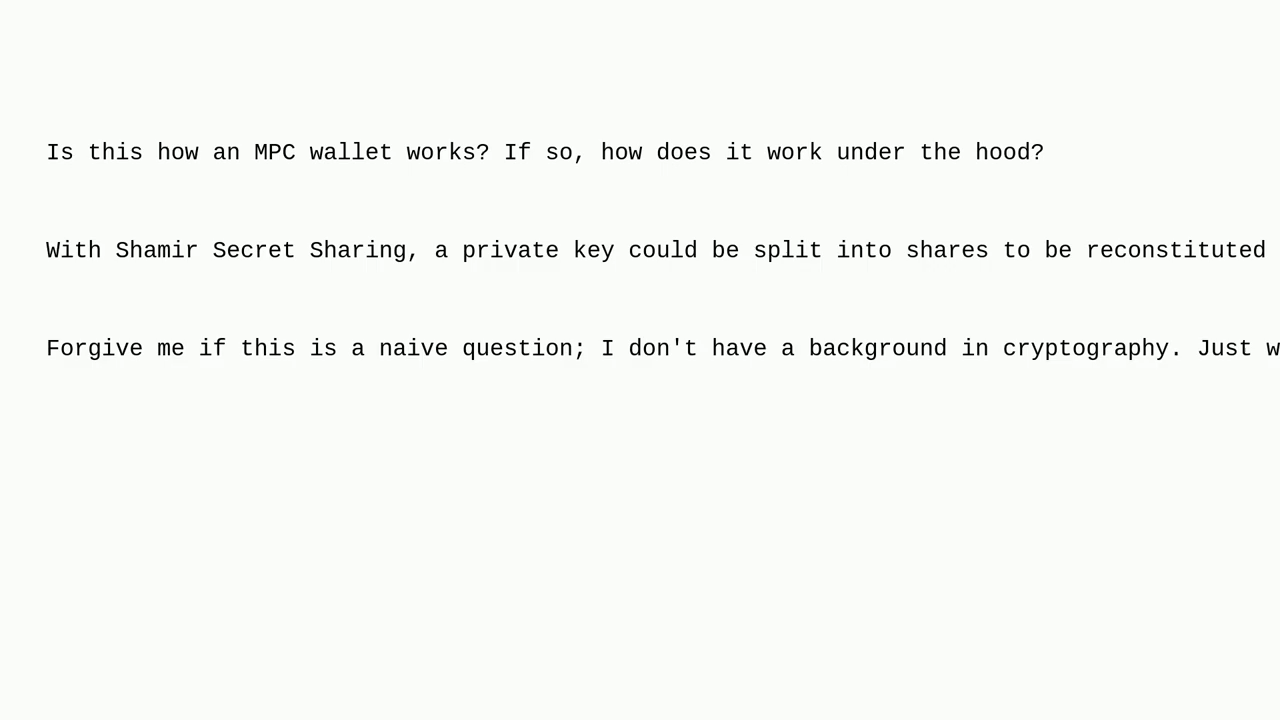 Is this how an MPC wallet works? If so, how does it work under the hood?
With Shamir Secret Sharing, a private key could be split into shares to be reconstituted
Forgive me if this is a naive question; I don't have a background in cryptography. Just